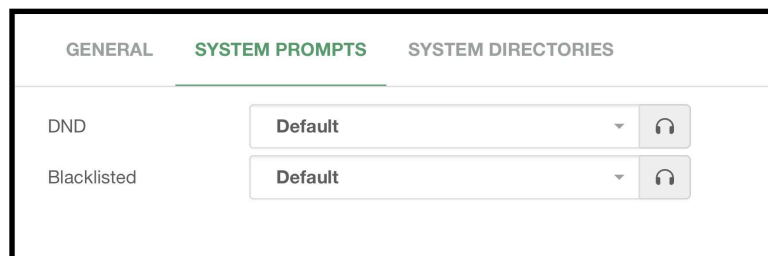 GENERAL SYSTEM PROMPTS SYSTEM DIRECTORIES
DND Default
Blacklisted Default